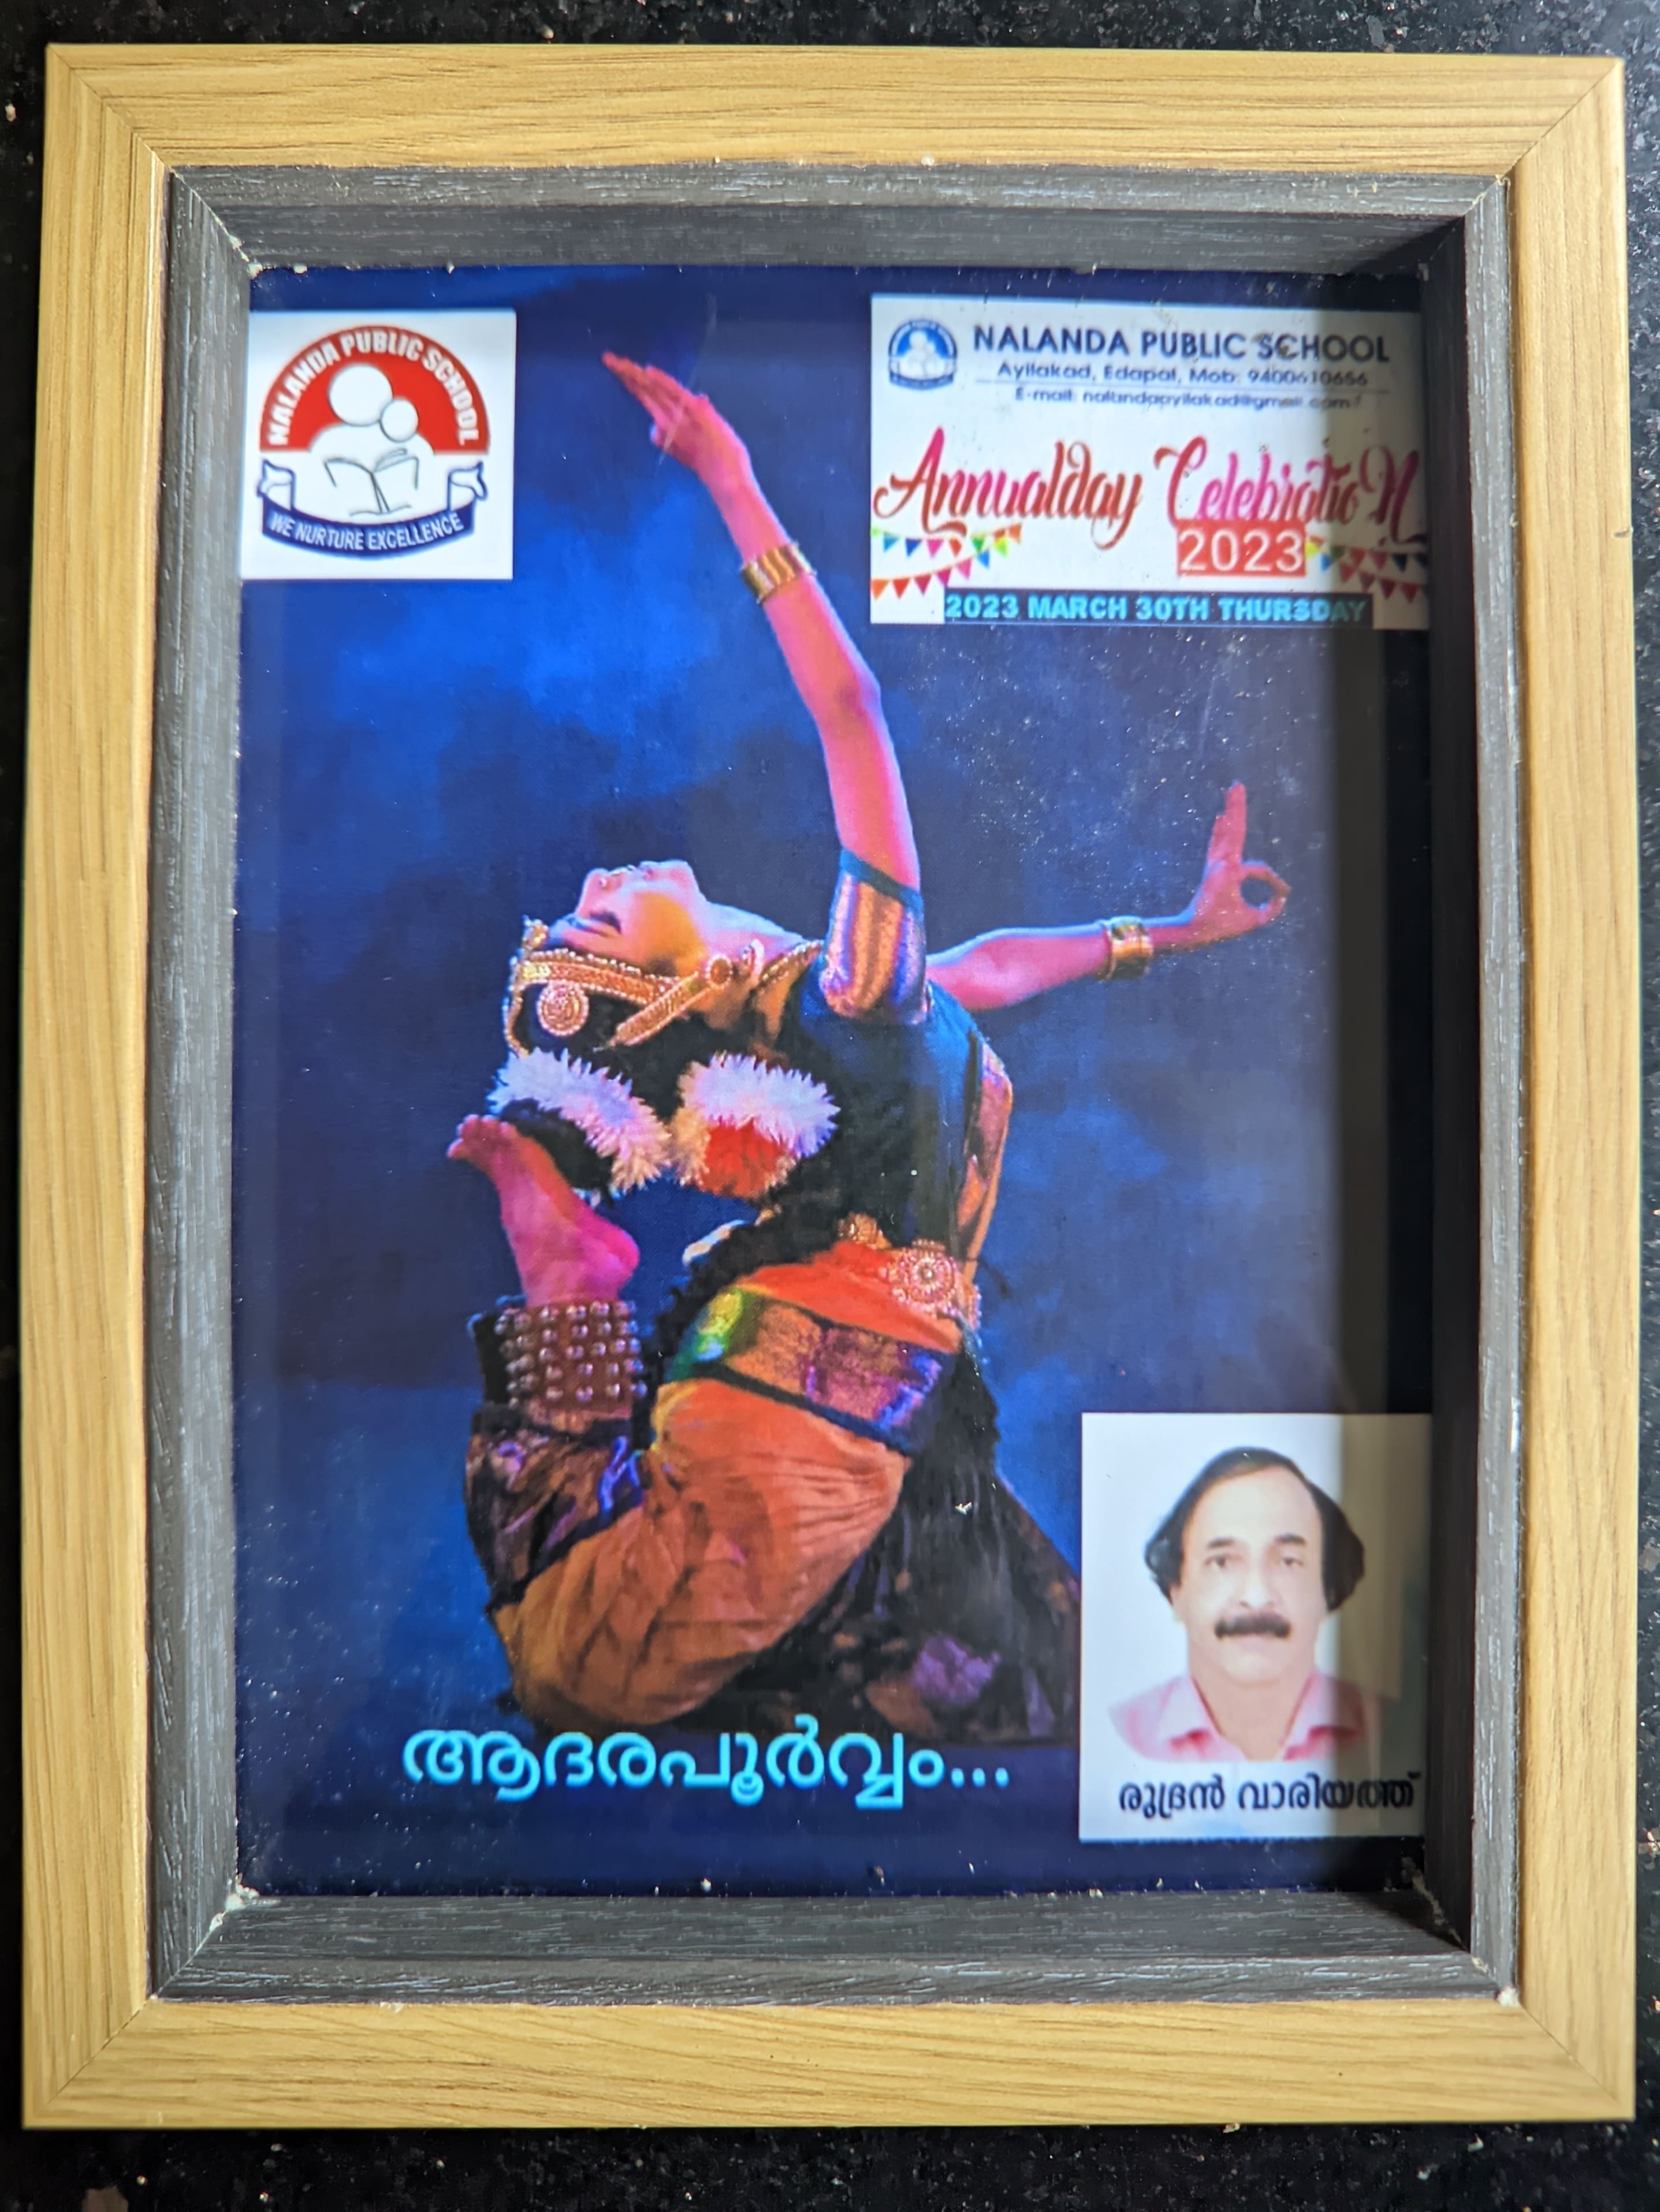 NALANDA PUBLIC SCHOOL
WE NURTURE EXCELLENCE
NALANDA PUBLIC SCHOOL
Ayilakad, Edapal, Mob: 9400610656
E-mail:
Annualday CelebratioN
2023
2023 MARCH 30TH THURSDAY
ആദരപൂർവ്വം...
രുദ്രൻ വാരിയത്ത്